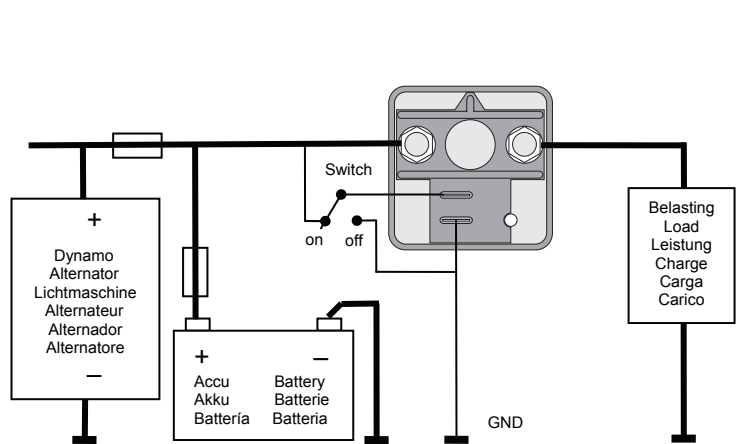 Switch
on
off
+
Dynamo
Alternator
Lichtmaschine
Alternateur
Alternador
Alternatore
–
+
–
Accu Battery
Akku Batterie
Batteria Batteria
GND
Belasting
Load
Leistung
Charge
Carga
Carico